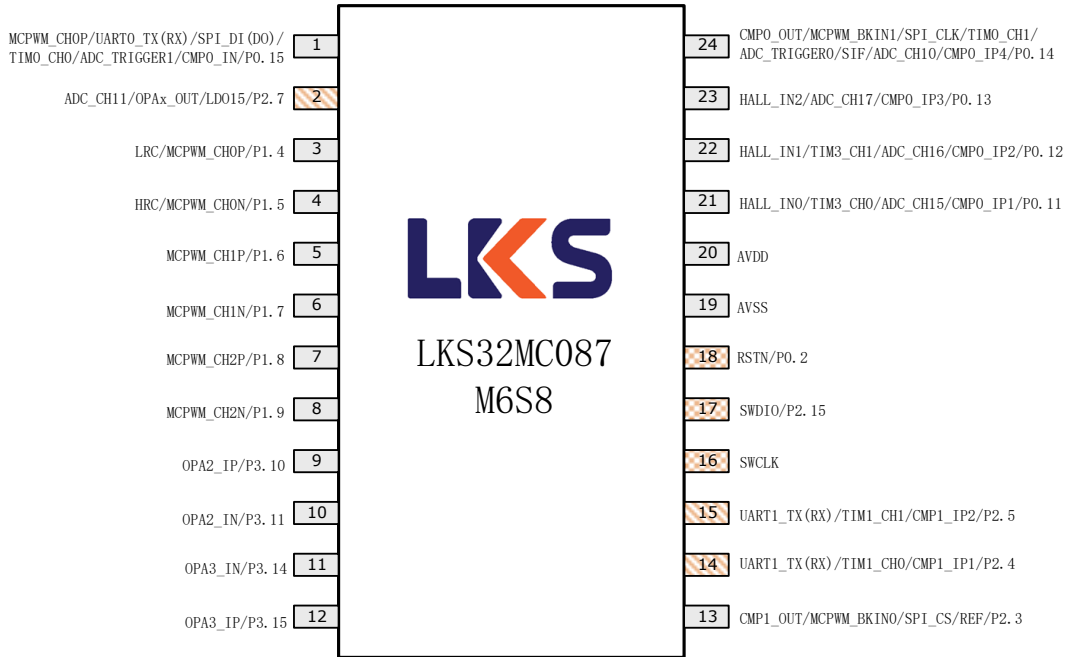 MCPWM_CH0P/UART0_TX(RX)/SPI_DI(DO)/
TIM0_CH0/ADC_TRIGGER1/CMP0_IN/P0.15
1
ADC_CH11/OPAx_OUT/LDO15/P2.7
2
LRC/MCPWM_CH0P/P1.4
3
HRC/MCPWM_CH0N/P1.5
4
MCPWM_CH1P/P1.6
5
MCPWM_CH1N/P1.7
6
MCPWM_CH2P/P1.8
7
MCPWM_CH2N/P1.9
8
OPA2_IP/P3.10
9
OPA2_IN/P3.11
10
OPA3_IN/P3.14
11
OPA3_IP/P3.15
12
LKS
LKS32MC087
M6S8
24
CMP0_OUT/MCPWM_BKIN1/SPI_CLK/TIM0_CH1/
ADC_TRIGGER0/SIF/ADC_CH10/CMP0_IP4/P0.14
23
HALL_IN2/ADC_CH17/CMP0_IP3/P0.13
22
HALL_IN1/TIM3_CH1/ADC_CH16/CMP0_IP2/P0.12
21
HALL_IN0/TIM3_CH0/ADC_CH15/CMP0_IP1/P0.11
20
AVDD
19
AVSS
18
RSTN/P0.2
17
SWDIO/P2.15
16
SWCLK
15
UART1_TX(RX)/TIM1_CH1/CMP1_IP2/P2.5
14
UART1_TX(RX)/TIM1_CH0/CMP1_IP1/P2.4
13
CMP1_OUT/MCPWM_BKIN0/SPI_CS/REF/P2.3